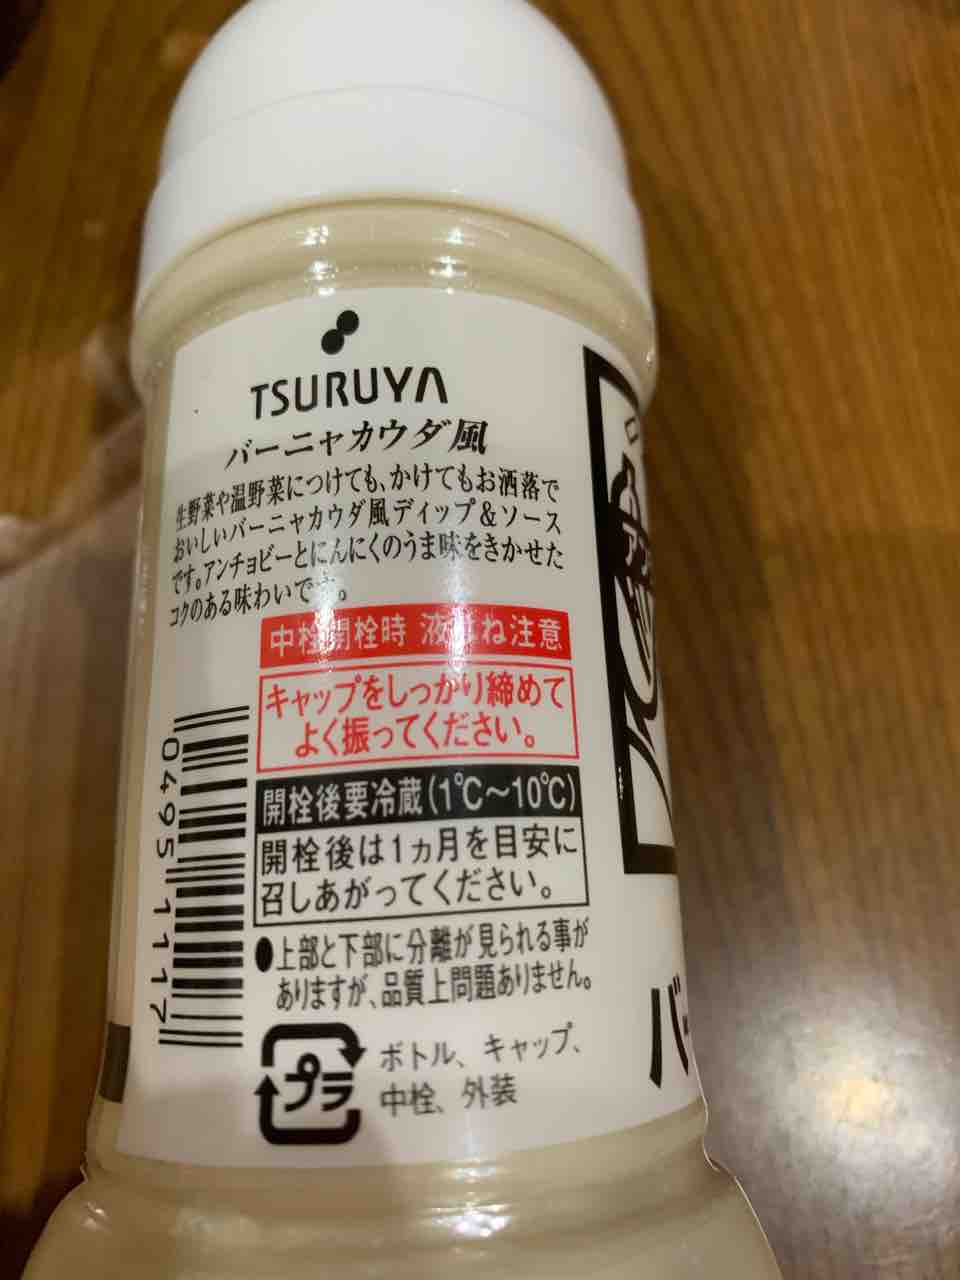 TSURUYA
バーニャカウダ風
生野菜や温野菜につけても、かけてもお洒落で
おいしいバーニャカウダ風ディップ＆ソース
です。アンチョビーとにんにくのうま味をきかせた
コクのある味わいです。
中栓開栓時 液はね注意
キャップをしっかり締めて
よく振ってください。
開栓後要冷蔵(1℃〜10℃)
開栓後は1ヵ月を目安に
召しあがってください。
●上部と下部に分離が見られる事が
ありますが、品質上問題ありません。
プラ
ボトル、キャップ、
中栓、外装
04951117
アン
バ